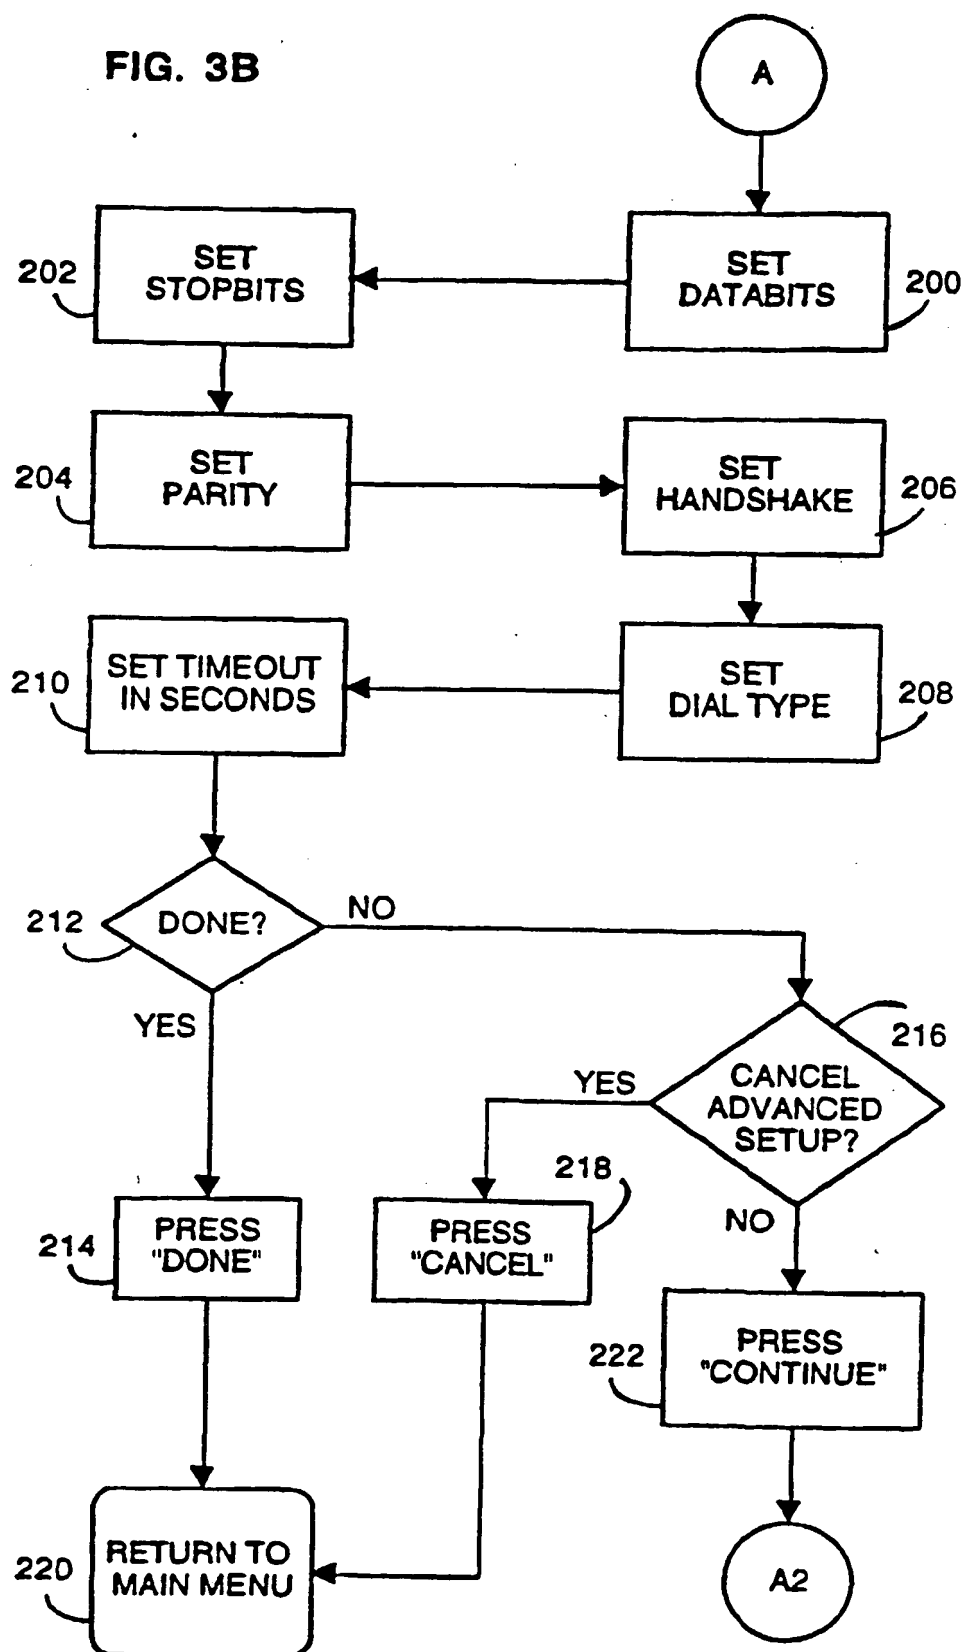 FIG. 3B
A
SET
DATABITS
200
SET
STOPBITS
202
SET
PARITY
204
SET
HANDSHAKE
206
SET
DIAL TYPE
208
SET TIMEOUT
IN SECONDS
210
DONE?
212
NO
YES
CANCEL
ADVANCED
SETUP?
216
YES
NO
PRESS
"DONE"
214
PRESS
"CANCEL"
218
PRESS
"CONTINUE"
222
RETURN TO
MAIN MENU
220
A2